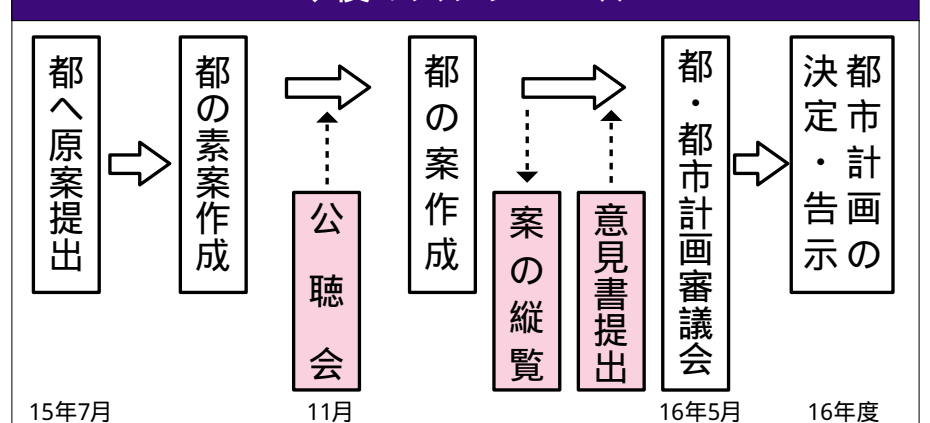 都へ原案提出
都の素案作成
公聴会
都の案作成
案の縦覧
意見書提出
都・都市計画審議会
都市計画の
決定・告示
15年7月
11月
16年5月
16年度